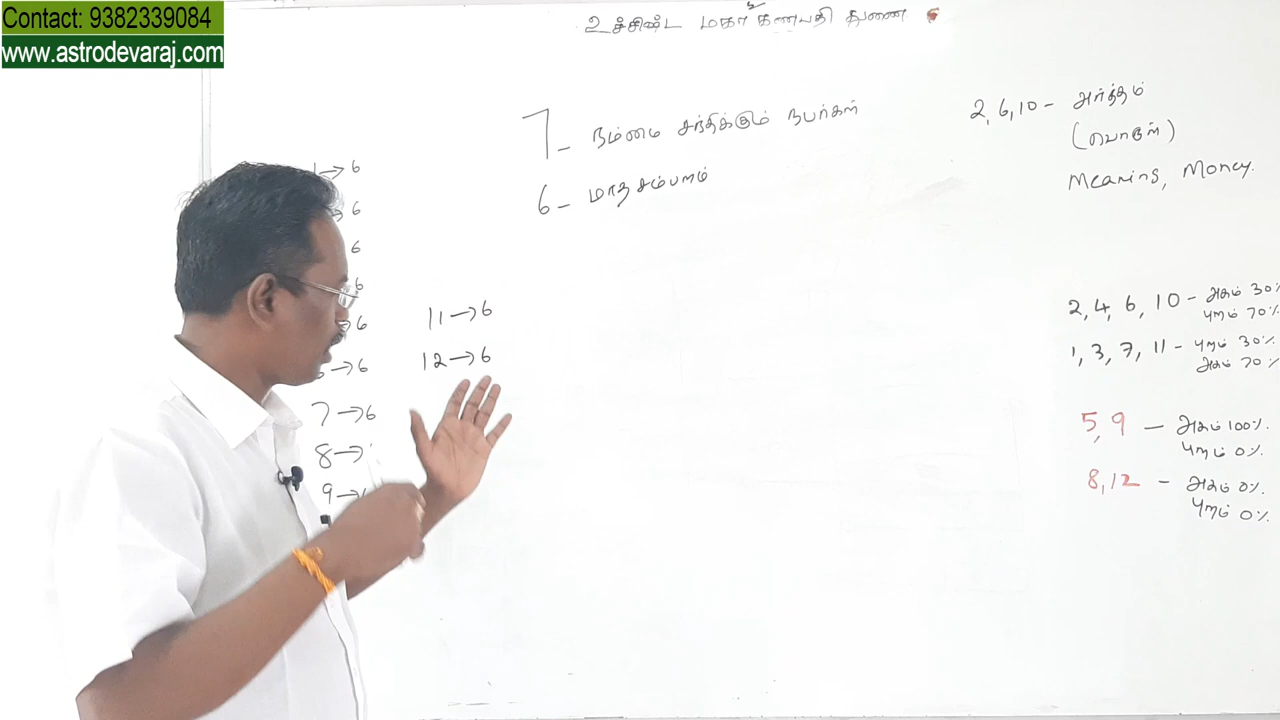 Contact: 9382339084
www.astrodevaraj.com
உச்சிஷ்ட மகா கணபதி துணை
7 - நம்மை சந்திக்கும் நபர்கள்
6 - மாதசம்பளம்
2, 6, 10 - அர்த்தம்
(பொருள்)
Meaning, Money.
1 → 6
→ 6
6
6
→ 6
→ 6
7 → 6
8 →
9 →
11 → 6
12 → 6
2, 4, 6, 10 - அகம் 30%
புறம் 70%
1, 3, 7, 11 - புறம் 30%.
அகம் 70%
5, 9 - அகம் 100%.
புறம் 0%.
8, 12 - அகம் 0%.
புறம் 0%.